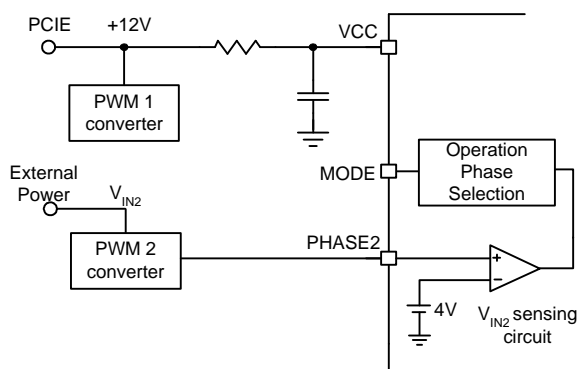 PCIE
+12V
VCC
PWM 1
converter
MODE
Operation
Phase
Selection
External
Power
VIN2
PWM 2
converter
PHASE2
+
−
4V
VIN2 sensing
circuit